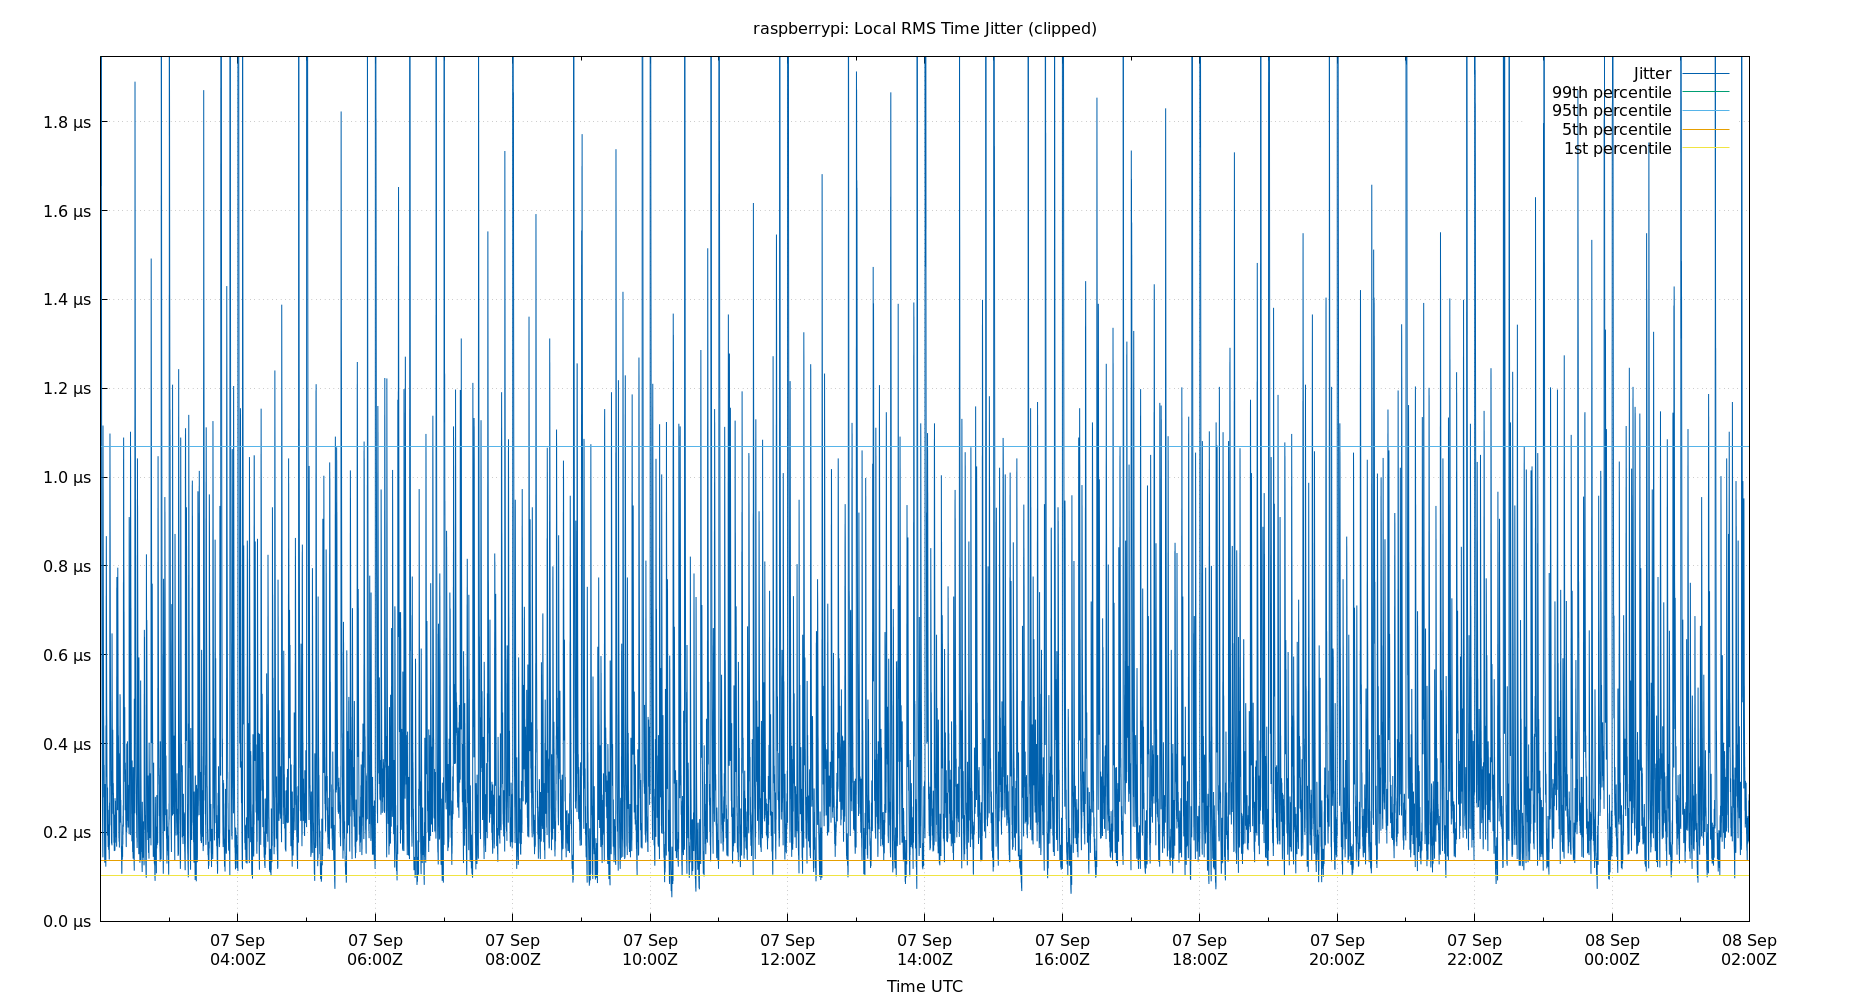 raspberrypi: Local RMS Time Jitter (clipped)
Jitter
99th percentile
95th percentile
5th percentile
1st percentile
1.8 µs
1.6 µs
1.4 µs
1.2 µs
1.0 µs
0.8 µs
0.6 µs
0.4 µs
0.2 µs
0.0 µs
07 Sep 07 Sep 07 Sep 07 Sep 07 Sep 07 Sep 07 Sep 07 Sep 07 Sep 07 Sep 08 Sep 08 Sep
04:00Z 06:00Z 08:00Z 10:00Z 12:00Z 14:00Z 16:00Z 18:00Z 20:00Z 22:00Z 00:00Z 02:00Z
Time UTC